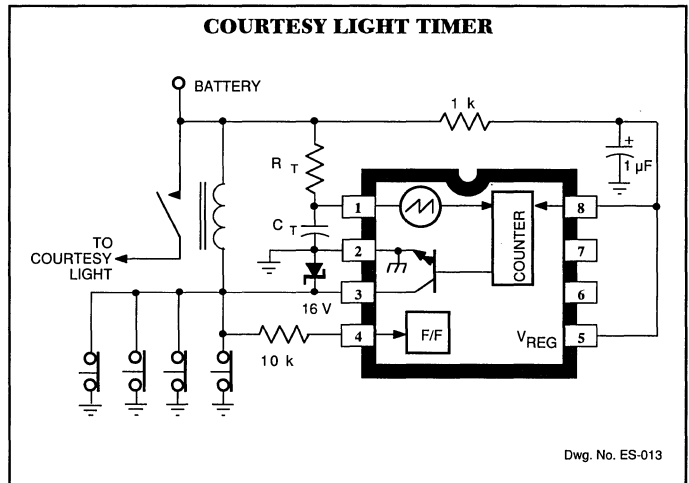 COURTESY LIGHT TIMER
BATTERY
1 k
+
1 µF
R T
C T
TO
COURTESY
LIGHT
16 V
10 k
1
2
3
4
COUNTER
F/F
VREG
8
7
6
5
Dwg. No. ES-013